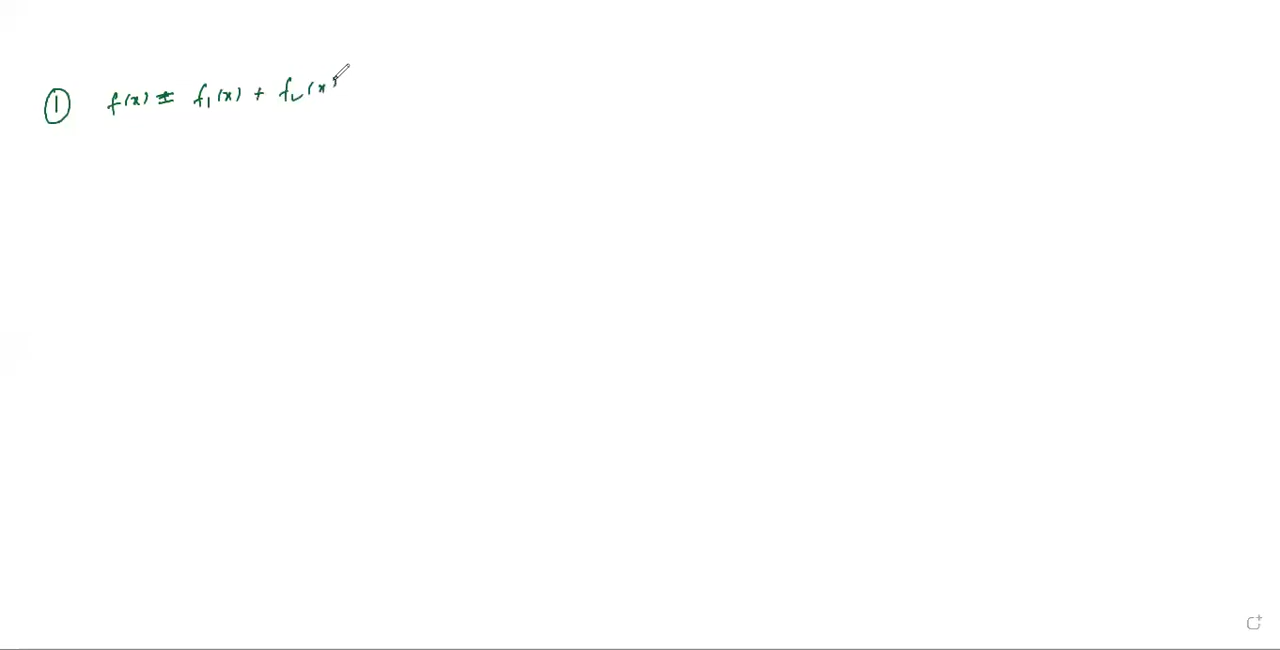 ① f(x) = f₁(x) + f₂(x)